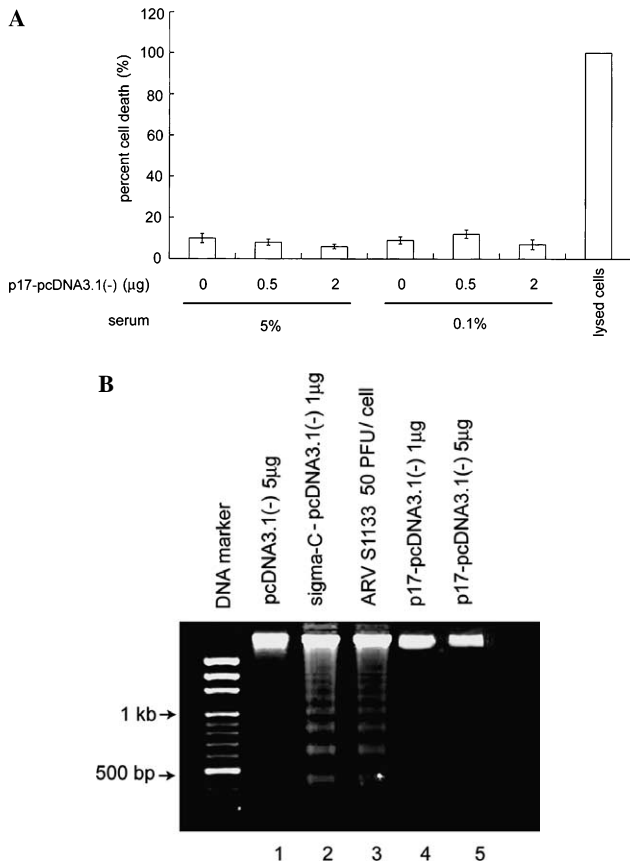 A
percent cell death (%)
120
100
80
60
40
20
0
p17-pcDNA3.1(-) (µg)
0
0.5
2
0
0.5
2
serum
5%
0.1%
lysed cells
B
DNA marker
pcDNA3.1(-) 5µg
sigma-C - pcDNA3.1(-) 1µg
ARV S1133 50 PFU/ cell
p17-pcDNA3.1(-) 1µg
p17-pcDNA3.1(-) 5µg
1 kb
500 bp
1
2
3
4
5